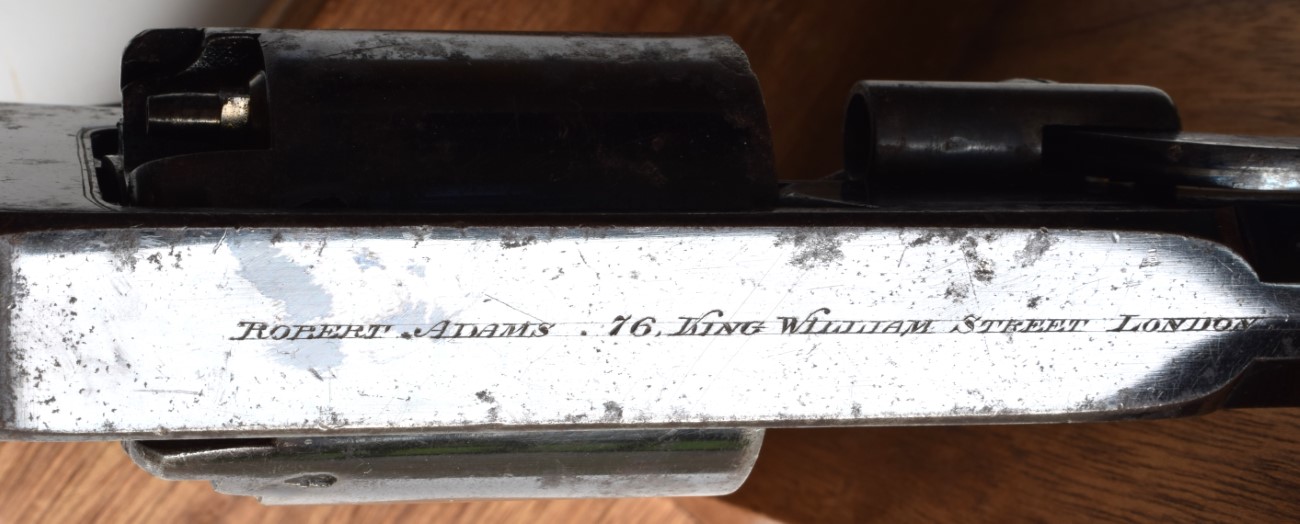 ROBERT . ADAMS . 76. KING WILLIAM STREET LONDON